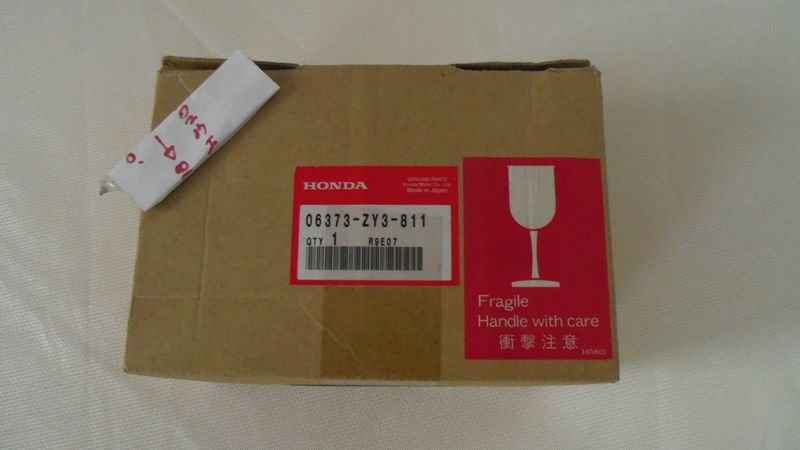 HONDA
GENUINE PARTS
Honda Motor Co., Ltd.
Made in Japan
06373-ZY3-811
QTY 1 R9E07
Fragile
Handle with care
衝撃注意